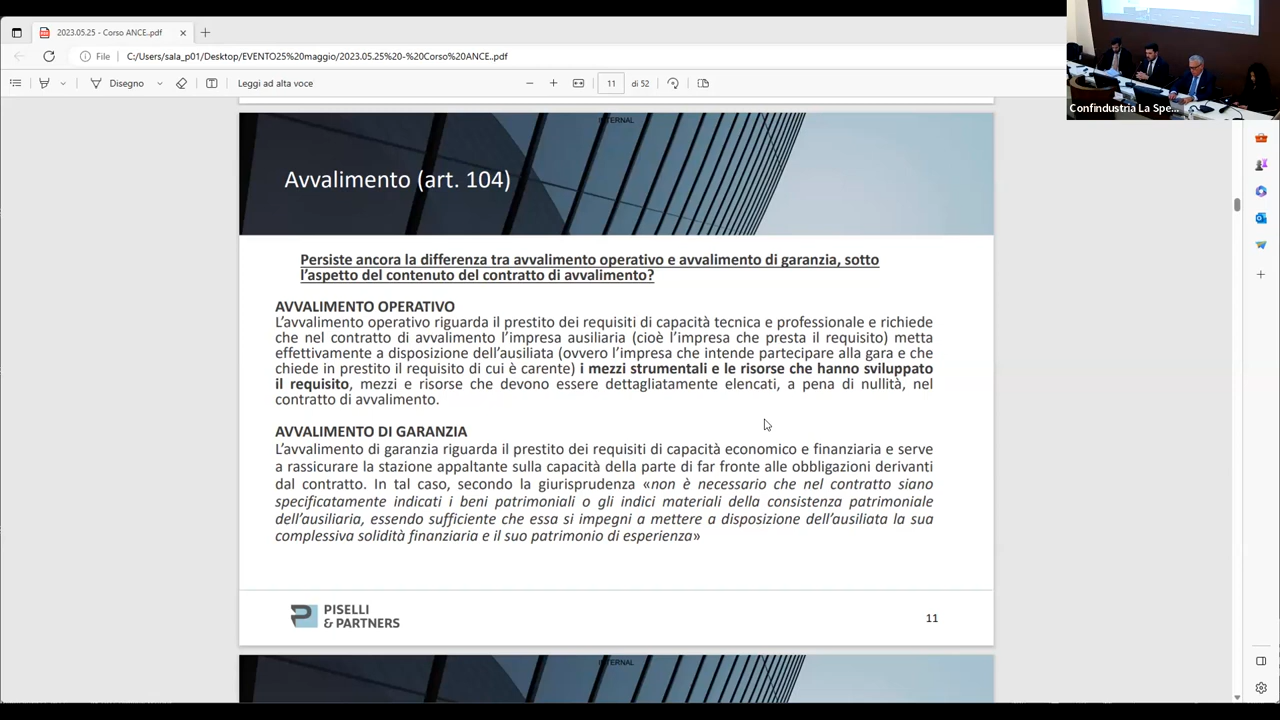 2023.05.25 - Corso ANCE..pdf
File
C:/Users/sala_p01/Desktop/EVENTO25%20maggio/2023.05.25%20-%20Corso%20ANCE..pdf
Disegno
Leggi ad alta voce
11
di 52
Confindustria La Spe...
INTERNAL
Avvalimento (art. 104)
Persiste ancora la differenza tra avvalimento operativo e avvalimento di garanzia, sotto
l'aspetto del contenuto del contratto di avvalimento?
AVVALIMENTO OPERATIVO
L'avvalimento operativo riguarda il prestito dei requisiti di capacità tecnica e professionale e richiede
che nel contratto di avvalimento l'impresa ausiliaria (cioè l'impresa che presta il requisito) metta
effettivamente a disposizione dell'ausiliata (ovvero l'impresa che intende partecipare alla gara e che
chiede in prestito il requisito di cui è carente) i mezzi strumentali e le risorse che hanno sviluppato
il requisito, mezzi e risorse che devono essere dettagliatamente elencati, a pena di nullità, nel
contratto di avvalimento.
AVVALIMENTO DI GARANZIA
L'avvalimento di garanzia riguarda il prestito dei requisiti di capacità economico e finanziaria e serve
a rassicurare la stazione appaltante sulla capacità della parte di far fronte alle obbligazioni derivanti
dal contratto. In tal caso, secondo la giurisprudenza «non è necessario che nel contratto siano
specificatamente indicati i beni patrimoniali o gli indici materiali della consistenza patrimoniale
dell'ausiliaria, essendo sufficiente che essa si impegni a mettere a disposizione dell'ausiliata la sua
complessiva solidità finanziaria e il suo patrimonio di esperienza»
PISELLI
& PARTNERS
11
INTERNAL